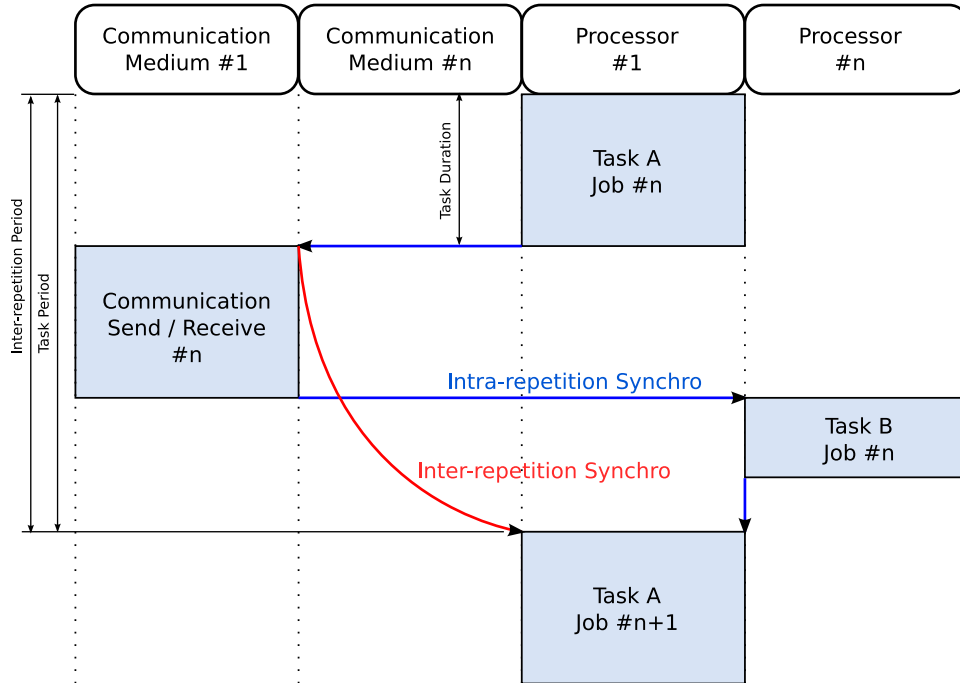 Communication
Medium #1
Communication
Medium #n
Processor
#1
Processor
#n
Inter-repetition Period
Task Period
Task Duration
Task A
Job #n
Communication
Send / Receive
#n
Intra-repetition Synchro
Task B
Job #n
Inter-repetition Synchro
Task A
Job #n+1